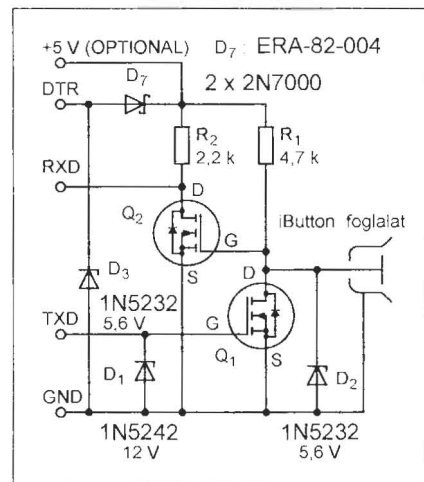 +5 V (OPTIONAL) D7: ERA-82-004
D7 2 x 2N7000
DTR
R2 R1
2,2 k 4,7 k
RXD
D
Q2
G
iButton foglalat
S
D
D3
1N5232
5,6 V
TXD
G
Q1
S
D1
D2
GND
1N5242 1N5232
12 V 5,6 V